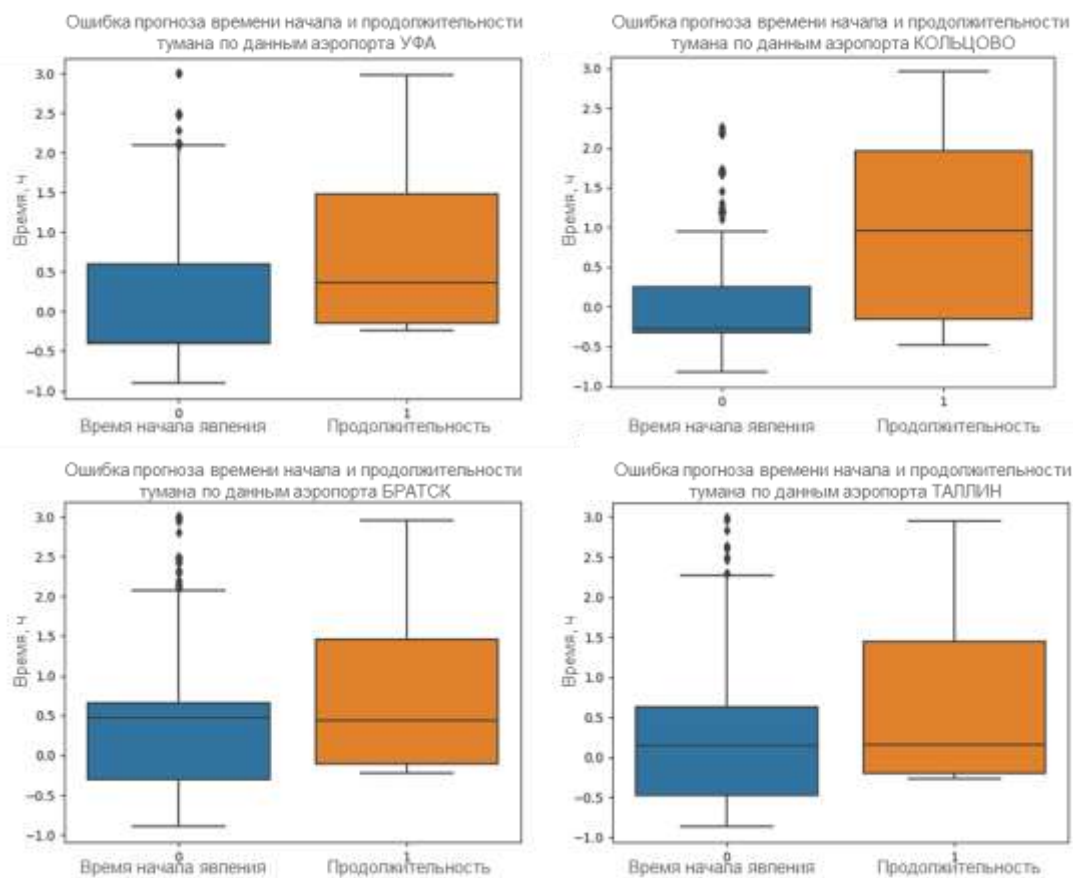 Ошибка прогноза времени начала и продолжительности
тумана по данным аэропорта УФА
Время, ч
3.0
2.5
2.0
1.5
1.0
0.5
0.0
−0.5
−1.0
0
1
Время начала явления
Продолжительность
Ошибка прогноза времени начала и продолжительности
тумана по данным аэропорта КОЛЬЦОВО
Время, ч
3.0
2.5
2.0
1.5
1.0
0.5
0.0
−0.5
−1.0
0
1
Время начала явления
Продолжительность
Ошибка прогноза времени начала и продолжительности
тумана по данным аэропорта БРАТСК
Время, ч
3.0
2.5
2.0
1.5
1.0
0.5
0.0
−0.5
−1.0
0
1
Время начала явления
Продолжительность
Ошибка прогноза времени начала и продолжительности
тумана по данным аэропорта ТАЛЛИН
Время, ч
3.0
2.5
2.0
1.5
1.0
0.5
0.0
−0.5
−1.0
0
1
Время начала явления
Продолжительность